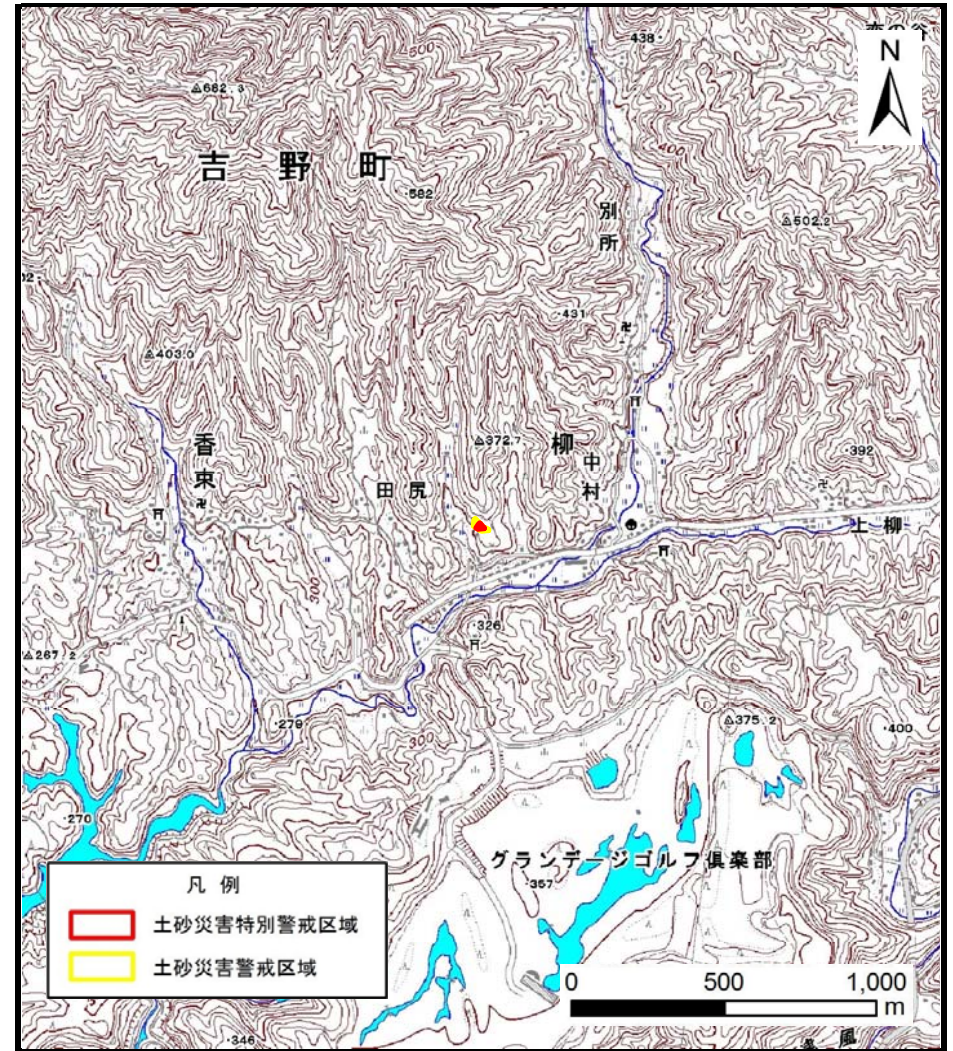 438
500
N
682.3
400
吉野町
582
別所
502.2
431
403.0
香束
372.7
柳
中村
392
田尻
上柳
300
326
267.2
279
300
375.2
400
270
グランデージゴルフ倶楽部
357
凡 例
土砂災害特別警戒区域
土砂災害警戒区域
0 500 1,000
m
346
風